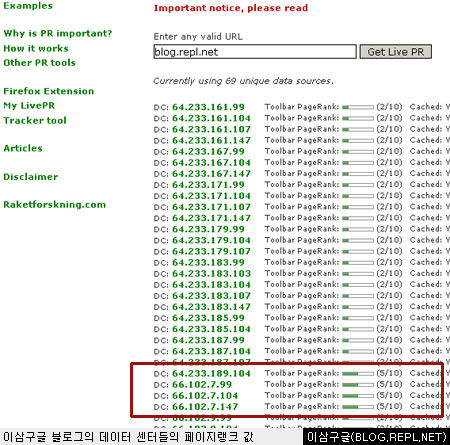 Examples
Why is PR important?
How it works
Other PR tools
Firefox Extension
My LivePR
Tracker tool
Articles
Disclaimer
Raketforskning.com
Important notice, please read
Enter any valid URL
blog.repl.net Get Live PR
Currently using 69 unique data sources.
DC: 64.233.161.99 Toolbar PageRank: (2/10) Cached: Y
DC: 64.233.161.104 Toolbar PageRank: (2/10) Cached: Y
DC: 64.233.161.107 Toolbar PageRank: (2/10) Cached: Y
DC: 64.233.161.147 Toolbar PageRank: (2/10) Cached: Y
DC: 64.233.167.99 Toolbar PageRank: (2/10) Cached: Y
DC: 64.233.167.104 Toolbar PageRank: (2/10) Cached: Y
DC: 64.233.167.147 Toolbar PageRank: (2/10) Cached: Y
DC: 64.233.171.99 Toolbar PageRank: (2/10) Cached: Y
DC: 64.233.171.104 Toolbar PageRank: (2/10) Cached: Y
DC: 64.233.171.107 Toolbar PageRank: (2/10) Cached: Y
DC: 64.233.171.147 Toolbar PageRank: (2/10) Cached: Y
DC: 64.233.179.99 Toolbar PageRank: (2/10) Cached: Y
DC: 64.233.179.104 Toolbar PageRank: (2/10) Cached: Y
DC: 64.233.179.107 Toolbar PageRank: (2/10) Cached: Y
DC: 64.233.183.99 Toolbar PageRank: (2/10) Cached: Y
DC: 64.233.183.103 Toolbar PageRank: (2/10) Cached: Y
DC: 64.233.183.104 Toolbar PageRank: (2/10) Cached: Y
DC: 64.233.183.107 Toolbar PageRank: (2/10) Cached: Y
DC: 64.233.183.147 Toolbar PageRank: (2/10) Cached: Y
DC: 64.233.185.99 Toolbar PageRank: (2/10) Cached: Y
DC: 64.233.185.104 Toolbar PageRank: (2/10) Cached: Y
DC: 64.233.187.99 Toolbar PageRank: (2/10) Cached: Y
DC: 64.233.187.104 Toolbar PageRank: (2/10) Cached: Y
DC: 64.233.187.107 Toolbar PageRank: (2/10) Cached: Y
DC: 64.233.189.104 Toolbar PageRank: (5/10) Cached: Y
DC: 66.102.7.99 Toolbar PageRank: (5/10) Cached: Y
DC: 66.102.7.104 Toolbar PageRank: (5/10) Cached: Y
DC: 66.102.7.147 Toolbar PageRank: (5/10) Cached: Y
이삼구글 블로그의 데이터 센터들의 페이지랭크 값
이삼구글(BLOG.REPL.NET)